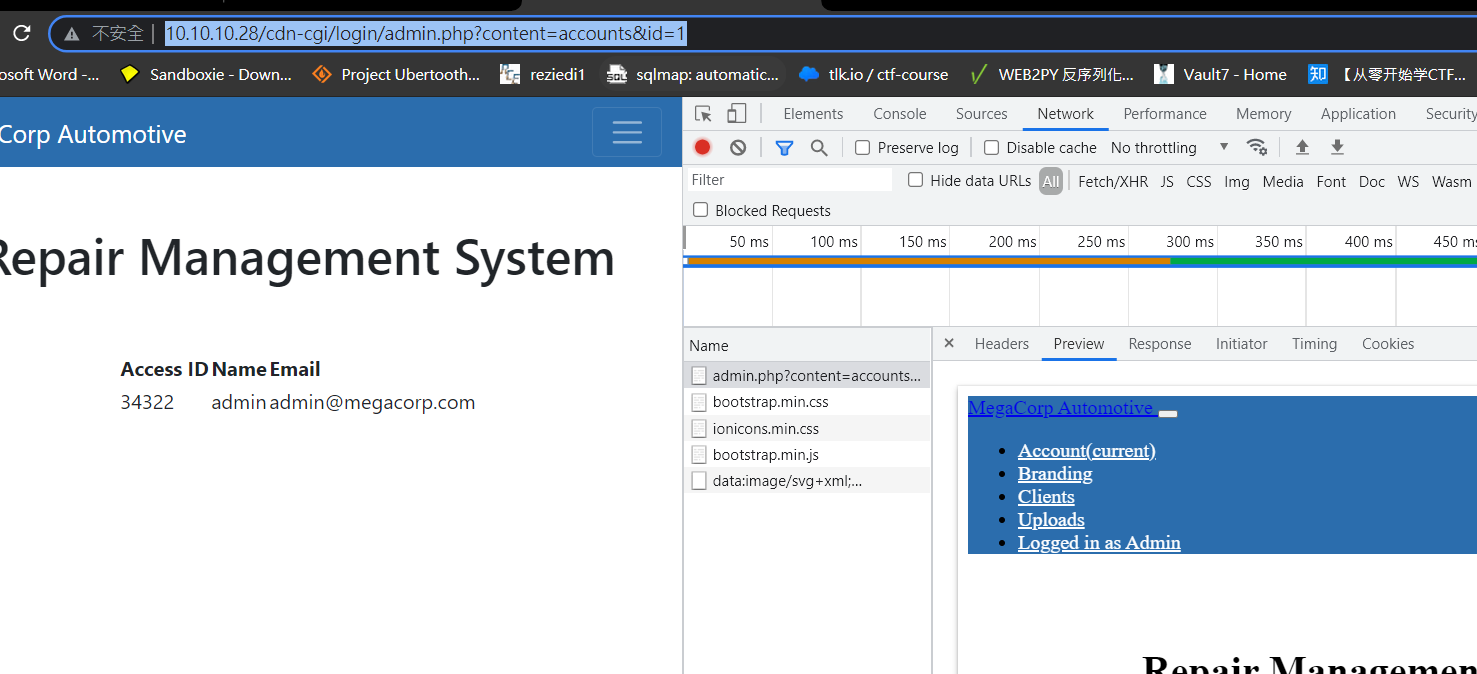 不安全 | 10.10.10.28/cdn-cgi/login/admin.php?content=accounts&id=1
osoft Word -... Sandboxie - Down... Project Ubertooth... reziedi1 sqlmap: automatic... tlk.io / ctf-course WEB2PY 反序列化... Vault7 - Home 知 【从零开始学CTF...
Corp Automotive
Repair Management System
Access ID Name Email
34322 admin admin@megacorp.com
Elements Console Sources Network Performance Memory Application Security
Preserve log Disable cache No throttling
Filter Hide data URLs All Fetch/XHR JS CSS Img Media Font Doc WS Wasm
Blocked Requests
50 ms 100 ms 150 ms 200 ms 250 ms 300 ms 350 ms 400 ms 450 ms
Name
admin.php?content=accounts...
bootstrap.min.css
ionicons.min.css
bootstrap.min.js
data:image/svg+xml;...
× Headers Preview Response Initiator Timing Cookies
MegaCorp Automotive
Account(current)
Branding
Clients
Uploads
Logged in as Admin
Repair Managemen